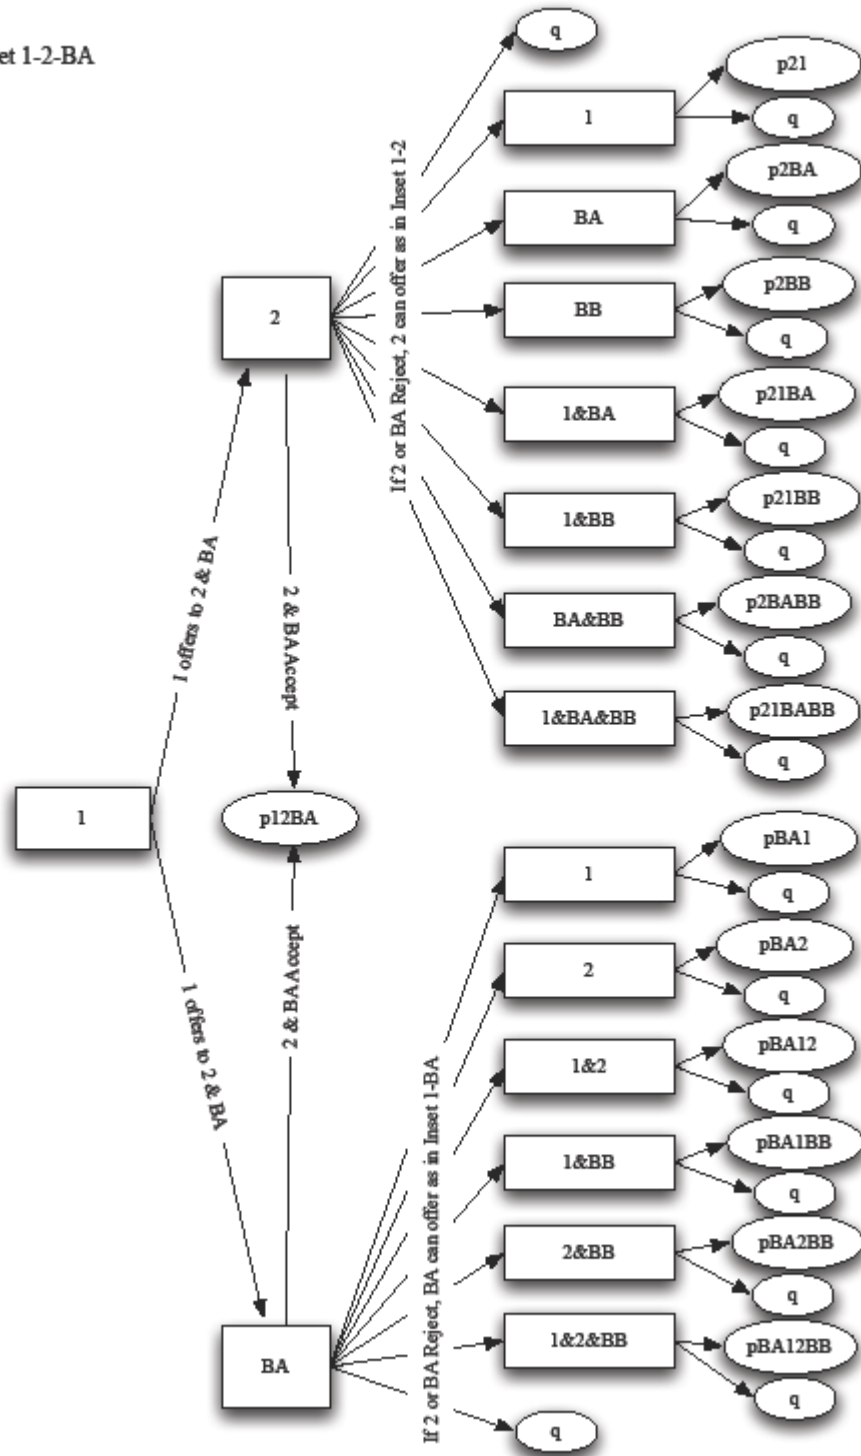 et 1-2-BA
q
1
p21
q
BA
p2BA
q
2
BB
p2BB
q
If 2 or BA Reject, 2 can offer as in Inset 1-2
1&BA
p21BA
q
1&BB
p21BB
q
BA&BB
p2BABB
q
1&BA&BB
p21BABB
q
1 offers to 2 & BA
2 & BA Accept
1
p12BA
1 offers to 2 & BA
2 & BA Accept
1
pBA1
q
2
pBA2
q
1&2
pBA12
q
If 2 or BA Reject, BA can offer as in Inset 1-BA
1&BB
pBA1BB
q
2&BB
pBA2BB
q
BA
1&2&BB
pBA12BB
q
q